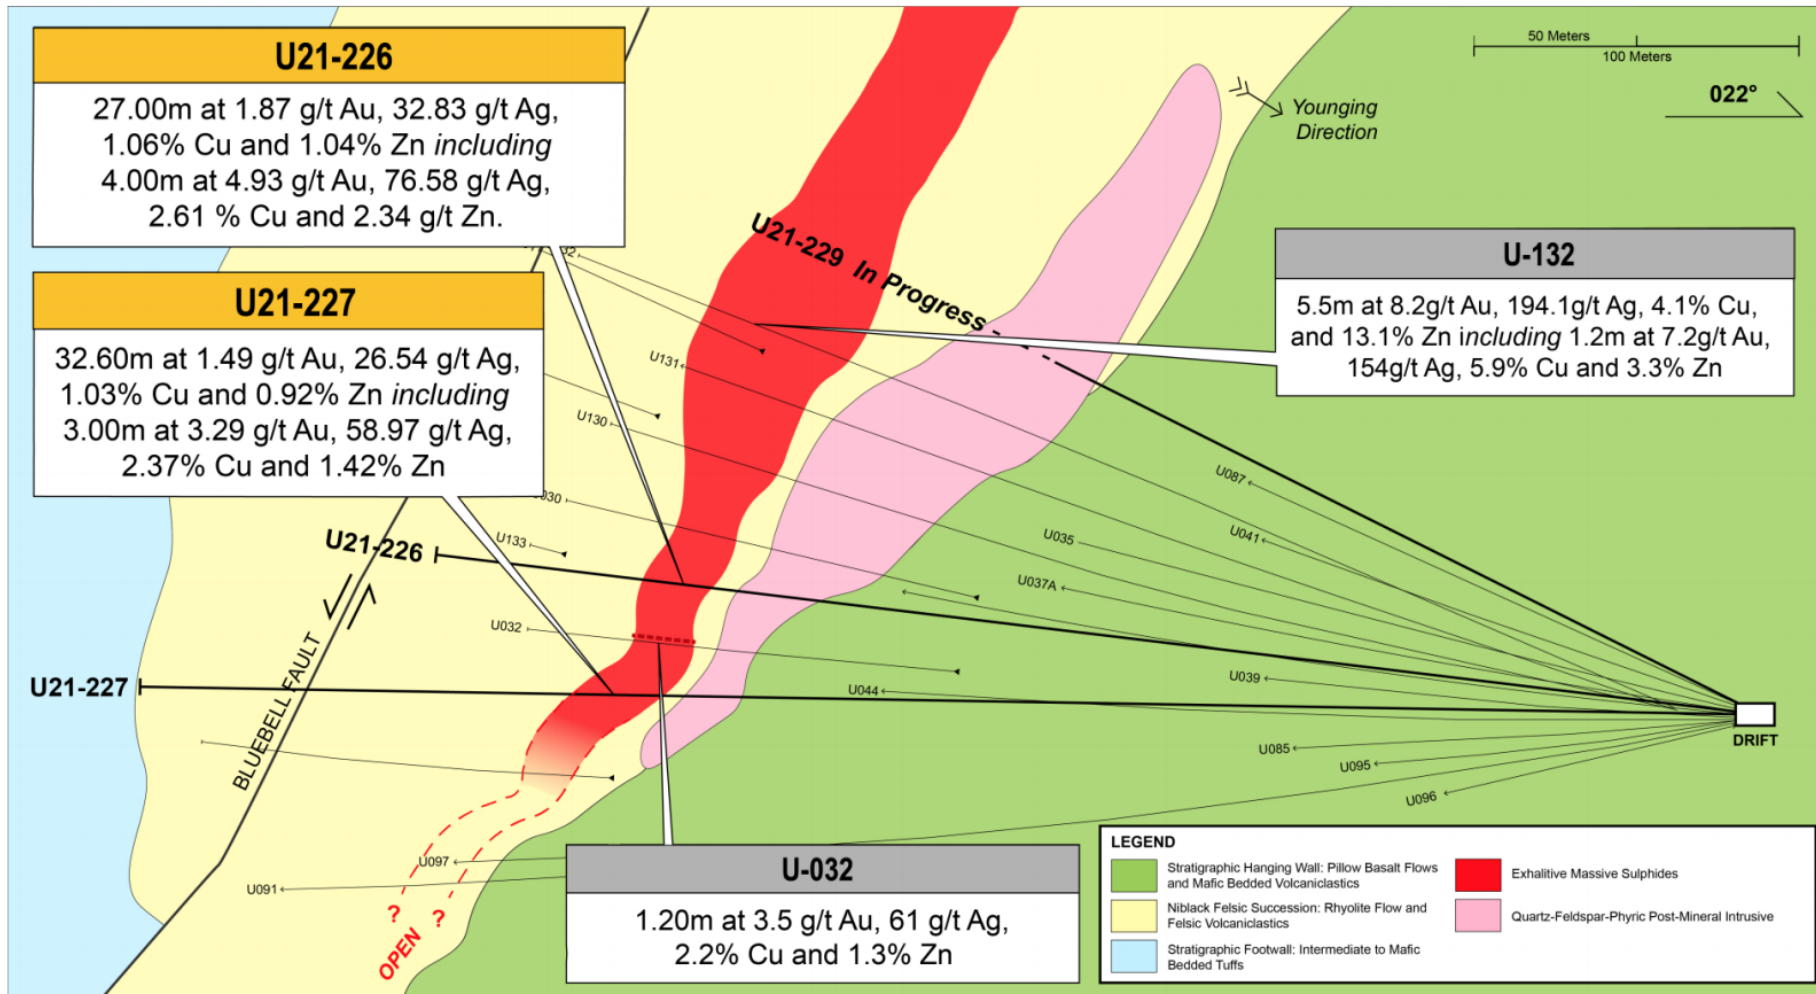 U21-226
27.00m at 1.87 g/t Au, 32.83 g/t Ag,
1.06% Cu and 1.04% Zn including
4.00m at 4.93 g/t Au, 76.58 g/t Ag,
2.61 % Cu and 2.34 g/t Zn.
U21-227
32.60m at 1.49 g/t Au, 26.54 g/t Ag,
1.03% Cu and 0.92% Zn including
3.00m at 3.29 g/t Au, 58.97 g/t Ag,
2.37% Cu and 1.42% Zn
50 Meters
100 Meters
022°
Younging
Direction
U21-229 In Progress
U-132
5.5m at 8.2g/t Au, 194.1g/t Ag, 4.1% Cu,
and 13.1% Zn including 1.2m at 7.2g/t Au,
154g/t Ag, 5.9% Cu and 3.3% Zn
U131
U130
U087
U041
U035
U037A
U133
U21-226
U032
U039
U044
U21-227
BLUEBELL FAULT
U085
U095
U096
DRIFT
U097
U091
?
?
OPEN
U-032
1.20m at 3.5 g/t Au, 61 g/t Ag,
2.2% Cu and 1.3% Zn
LEGEND
Stratigraphic Hanging Wall: Pillow Basalt Flows
and Mafic Bedded Volcaniclastics
Niblack Felsic Succession: Rhyolite Flow and
Felsic Volcaniclastics
Stratigraphic Footwall: Intermediate to Mafic
Bedded Tuffs
Exhalitive Massive Sulphides
Quartz-Feldspar-Phyric Post-Mineral Intrusive